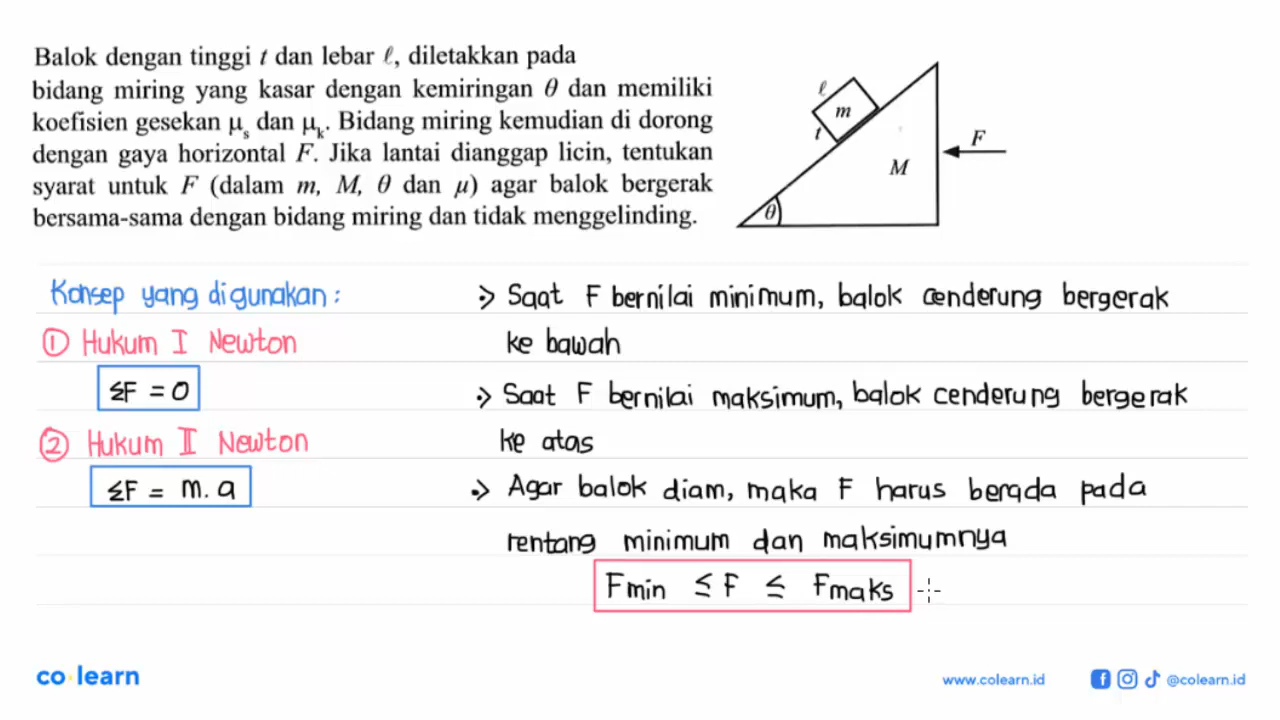 Balok dengan tinggi t dan lebar ℓ, diletakkan pada
bidang miring yang kasar dengan kemiringan θ dan memiliki
koefisien gesekan μs dan μk. Bidang miring kemudian di dorong
dengan gaya horizontal F. Jika lantai dianggap licin, tentukan
syarat untuk F (dalam m, M, θ dan μ) agar balok bergerak
bersama-sama dengan bidang miring dan tidak menggelinding.
ℓ
m
t
F
M
θ
Konsep yang digunakan :
① Hukum I Newton
ΣF = 0
② Hukum II Newton
ΣF = m. a
:> Saat F bernilai minimum, balok cenderung bergerak
ke bawah
:> Saat F bernilai maksimum, balok cenderung bergerak
ke atas
:> Agar balok diam, maka F harus berada pada
rentang minimum dan maksimumnya
Fmin ≤ F ≤ Fmaks
co learn
www.colearn.id
@colearn.id